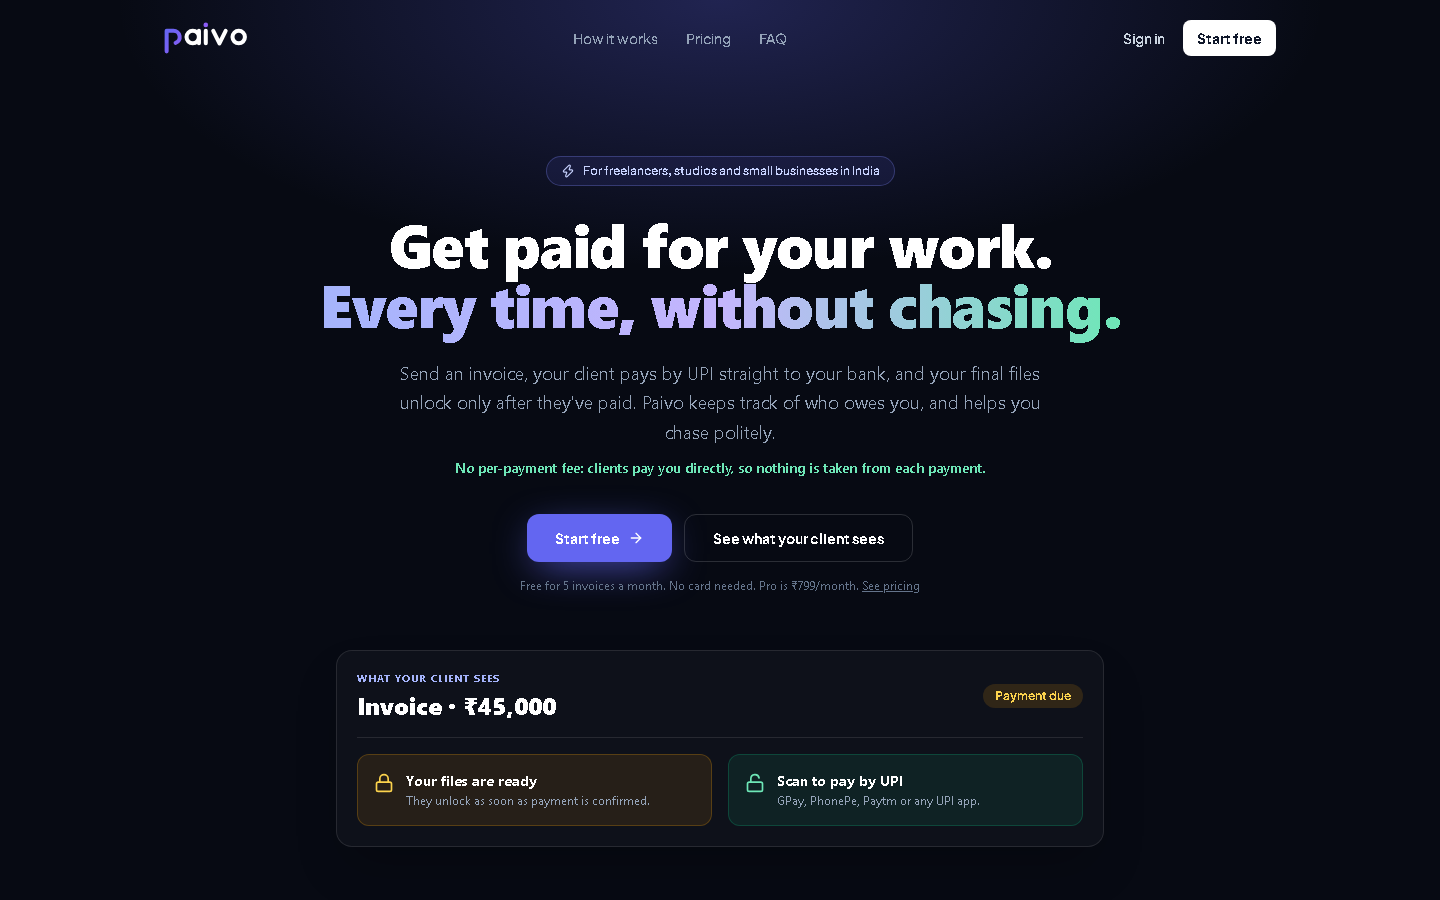 paivo
How it works
Pricing
FAQ
Sign in
Start free
For freelancers, studios and small businesses in India
Get paid for your work.
Every time, without chasing.
Send an invoice, your client pays by UPI straight to your bank, and your final files
unlock only after they've paid. Paivo keeps track of who owes you, and helps you
chase politely.
No per-payment fee: clients pay you directly, so nothing is taken from each payment.
Start free
See what your client sees
Free for 5 invoices a month. No card needed. Pro is ₹799/month. See pricing
WHAT YOUR CLIENT SEES
Invoice · ₹45,000
Payment due
Your files are ready
They unlock as soon as payment is confirmed.
Scan to pay by UPI
GPay, PhonePe, Paytm or any UPI app.